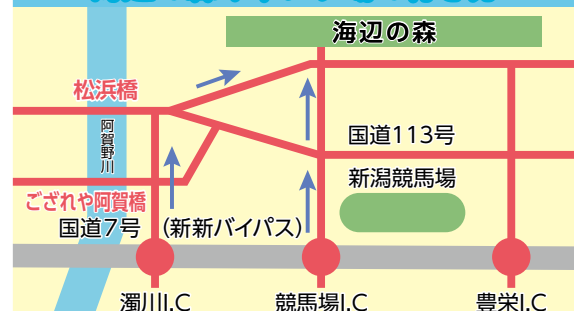 海辺の森
松浜橋
阿賀野川
国道113号
新潟競馬場
ござれや阿賀橋
国道7号 (新新バイパス)
濁川I.C 競馬場I.C 豊栄I.C